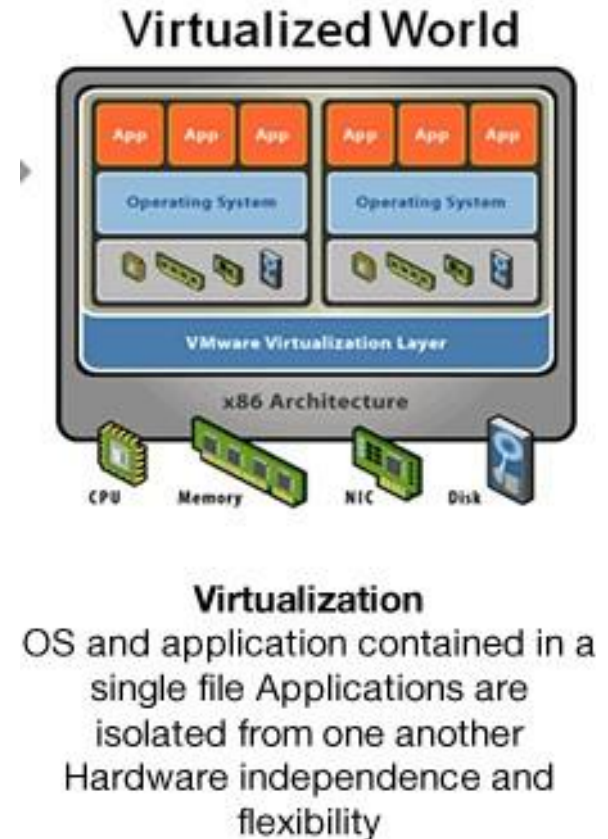 Virtualized World
App App App App App App
Operating System Operating System
VMware Virtualization Layer
x86 Architecture
CPU Memory NIC Disk
Virtualization
OS and application contained in a
single file Applications are
isolated from one another
Hardware independence and
flexibility